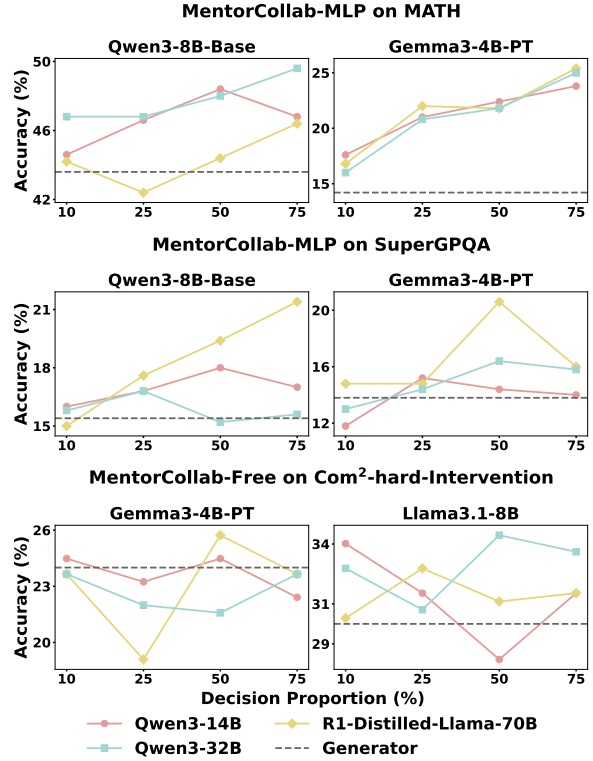 MentorCollab-MLP on MATH
Qwen3-8B-Base
Gemma3-4B-PT
Accuracy (%)
50
46
42
25
20
15
10 25 50 75
10 25 50 75
MentorCollab-MLP on SuperGPQA
Qwen3-8B-Base
Gemma3-4B-PT
Accuracy (%)
21
18
15
20
16
12
10 25 50 75
10 25 50 75
MentorCollab-Free on Com²-hard-Intervention
Gemma3-4B-PT
Llama3.1-8B
Accuracy (%)
26
23
20
34
31
29
10 25 50 75
10 25 50 75
Decision Proportion (%)
Qwen3-14B
R1-Distilled-Llama-70B
Qwen3-32B
Generator